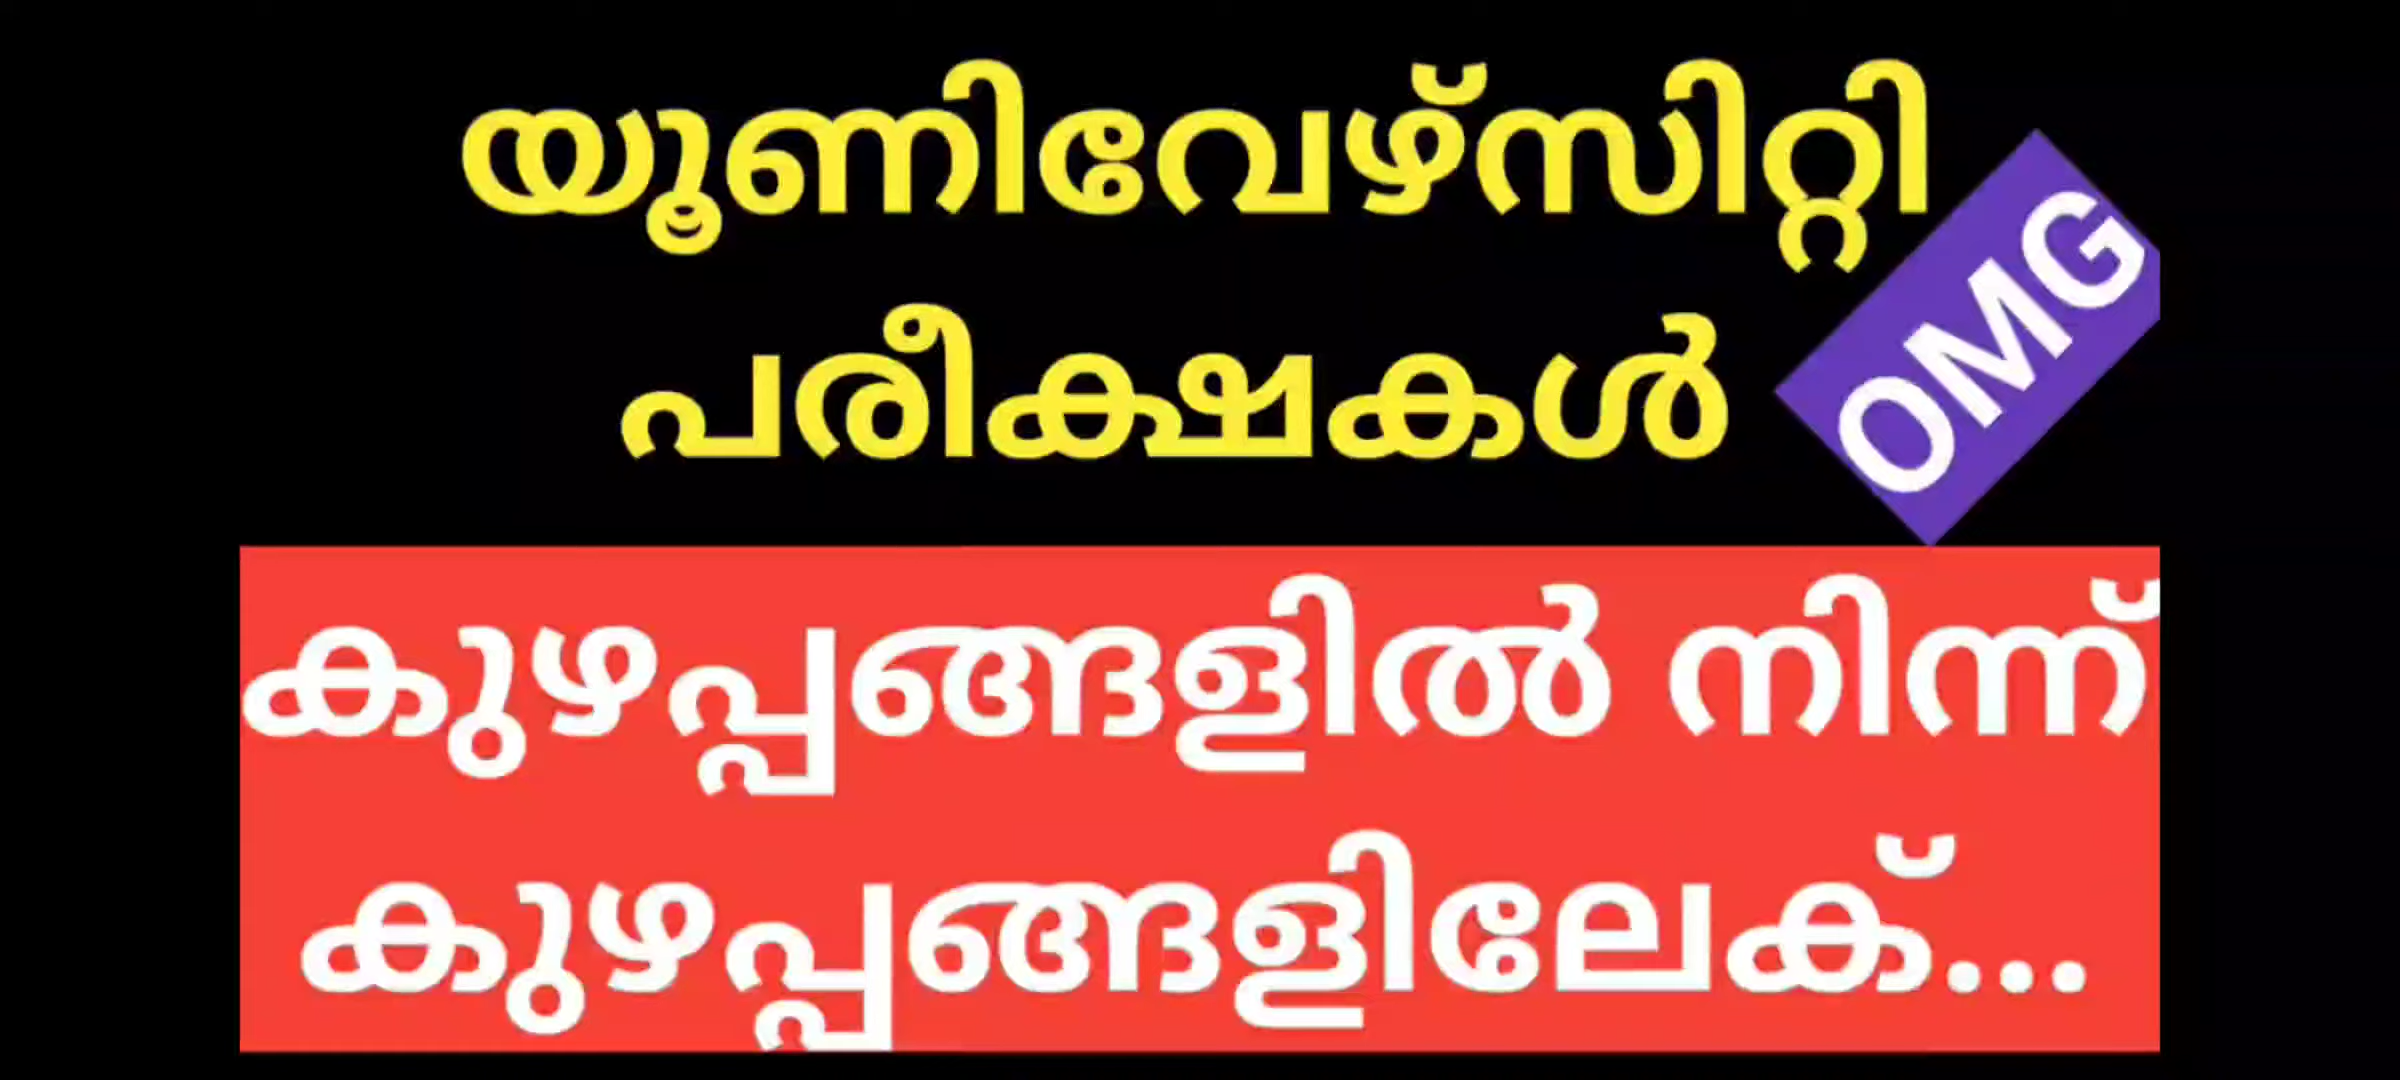 യൂണിവേഴ്സിറ്റി
പരീക്ഷകൾ
OMG
കുഴപ്പങ്ങളിൽ നിന്ന്
കുഴപ്പങ്ങളിലേക്...